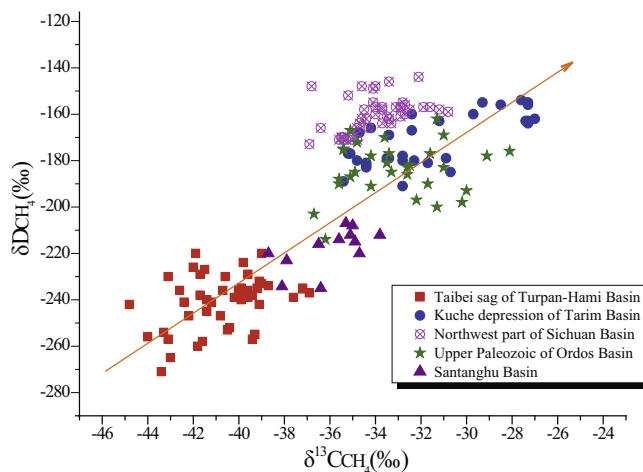 -120
-140
-160
-180
-200
-220
-240
-260
-280
δDCH₄(‰)
Taibei sag of Turpan-Hami Basin
Kuche depression of Tarim Basin
Northwest part of Sichuan Basin
Upper Paleozoic of Ordos Basin
Santanghu Basin
-46 -44 -42 -40 -38 -36 -34 -32 -30 -28 -26 -24
δ¹³CCH₄(‰)